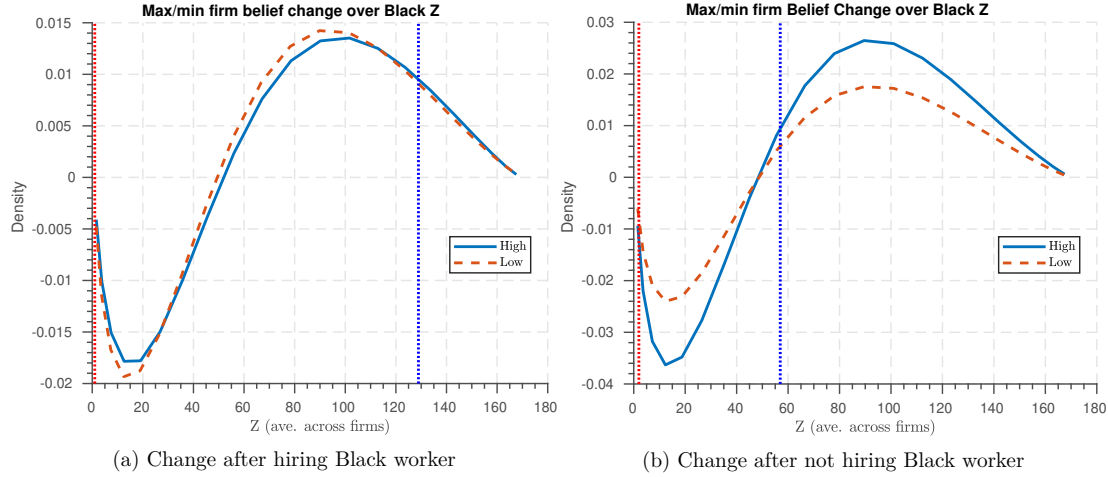 Max/min firm belief change over Black Z
0.015
0.01
0.005
0
-0.005
-0.01
-0.015
-0.02
Density
High
Low
0 20 40 60 80 100 120 140 160 180
Z (ave. across firms)
(a) Change after hiring Black worker
Max/min firm Belief Change over Black Z
0.03
0.02
0.01
0
-0.01
-0.02
-0.03
-0.04
Density
High
Low
0 20 40 60 80 100 120 140 160 180
Z (ave. across firms)
(b) Change after not hiring Black worker